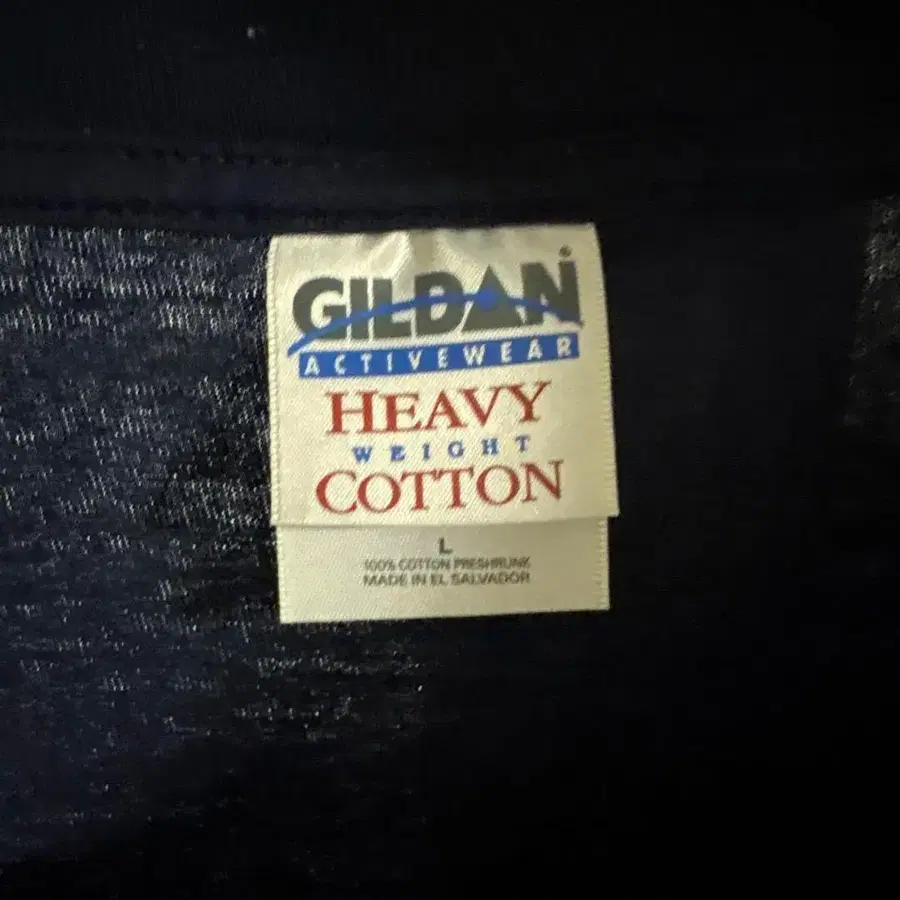 GILDAN®
ACTIVEWEAR
HEAVY
WEIGHT
COTTON
L
100% COTTON PRESHRUNK
MADE IN EL SALVADOR